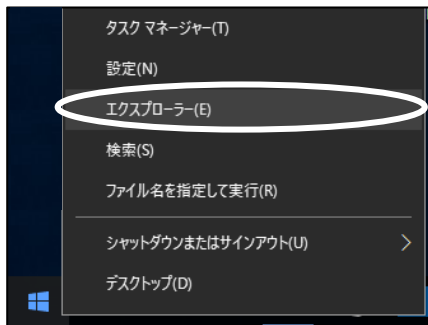 タスク マネージャー(T)
設定(N)
エクスプローラー(E)
検索(S)
ファイル名を指定して実行(R)
シャットダウンまたはサインアウト(U)
デスクトップ(D)